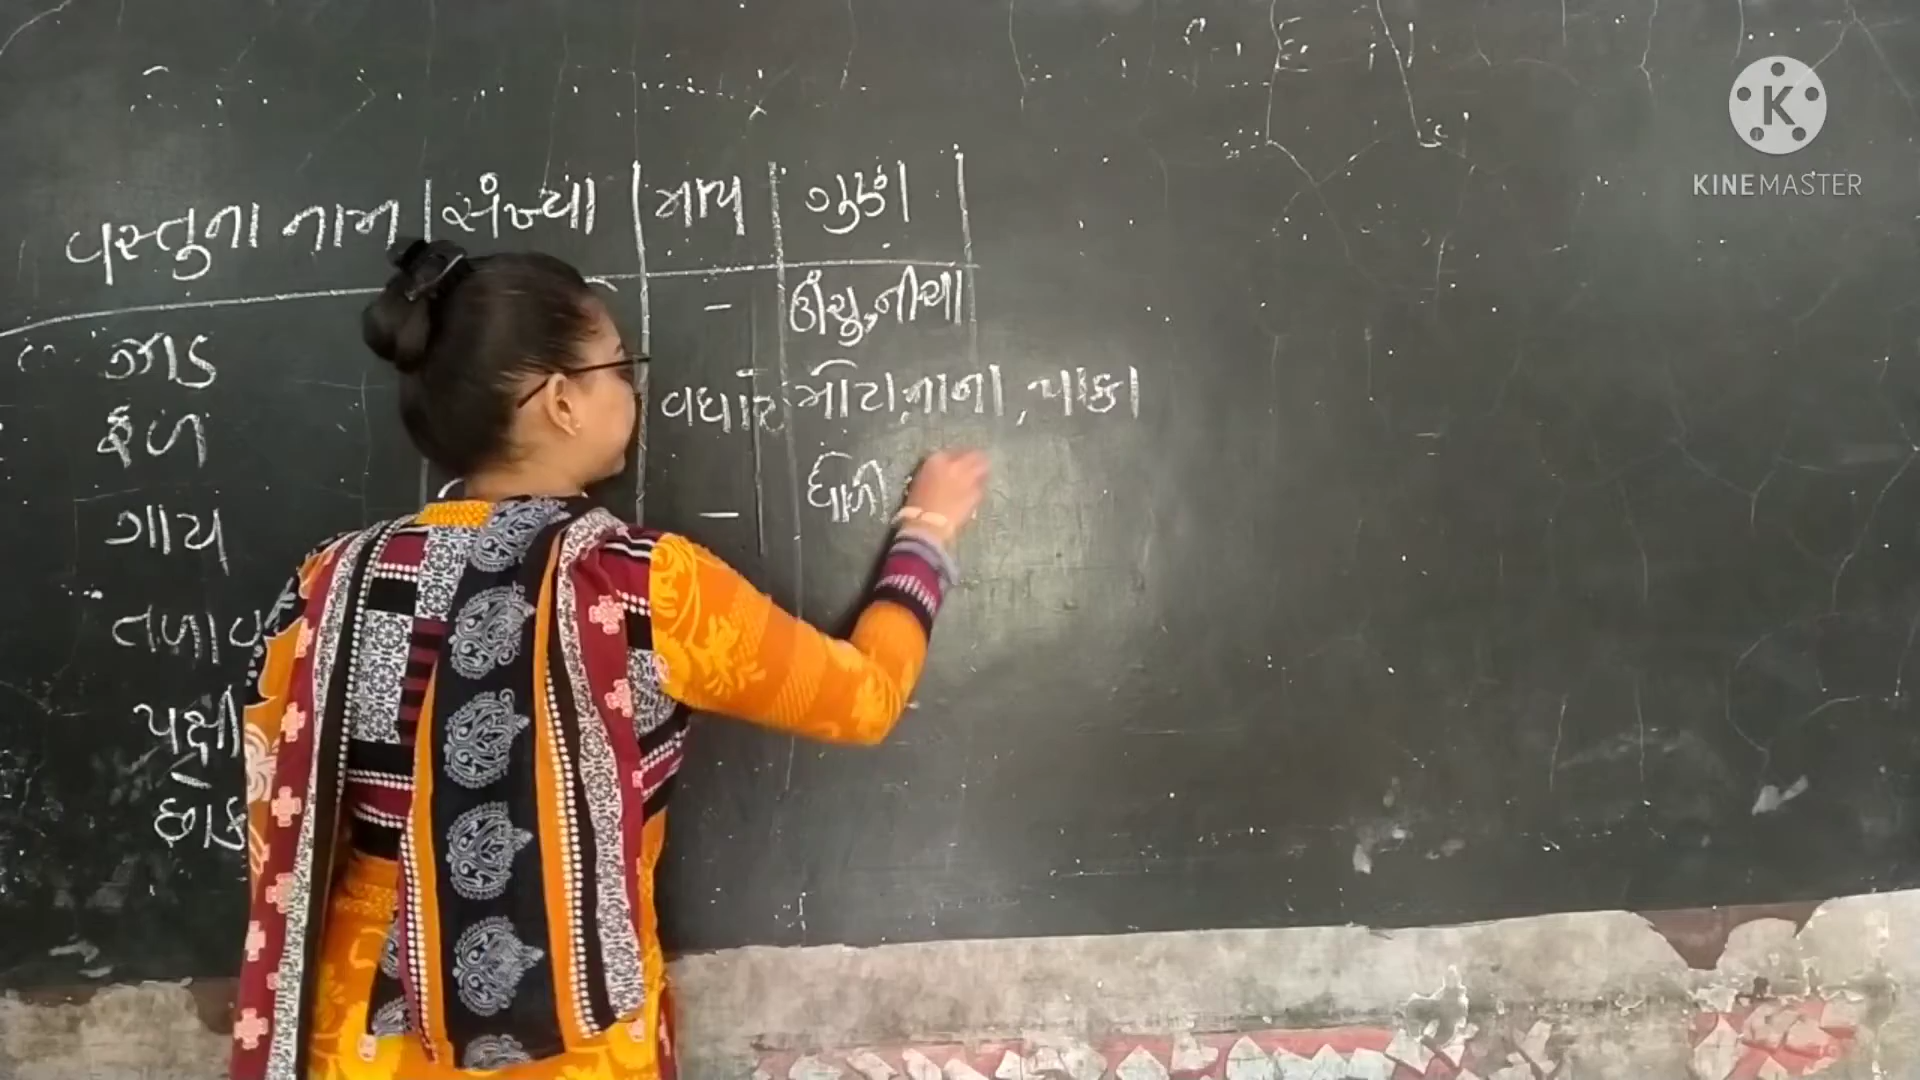 વસ્તુના નામ સંખ્યા માપ ગુણ
ઝાડ - ઊંચુ,નીચા
ફળ વધારે મોટા,નાના,પાકા
ગાય - ધોળી
તળાવ
પક્ષી
છોક
KINEMASTER